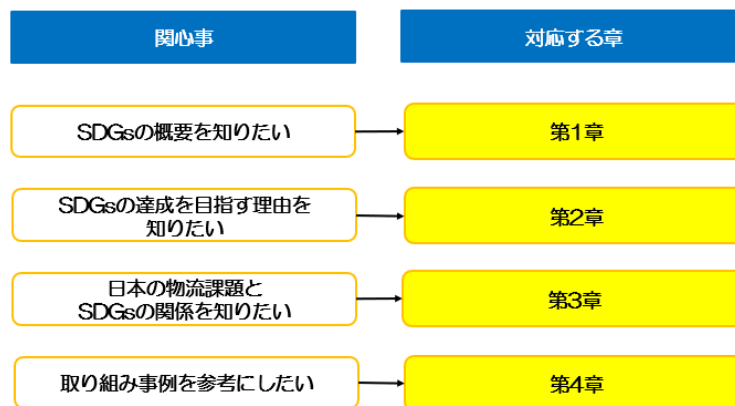 関心事
対応する章
SDGsの概要を知りたい
第1章
SDGsの達成を目指す理由を
知りたい
第2章
日本の物流課題と
SDGsの関係を知りたい
第3章
取り組み事例を参考にしたい
第4章